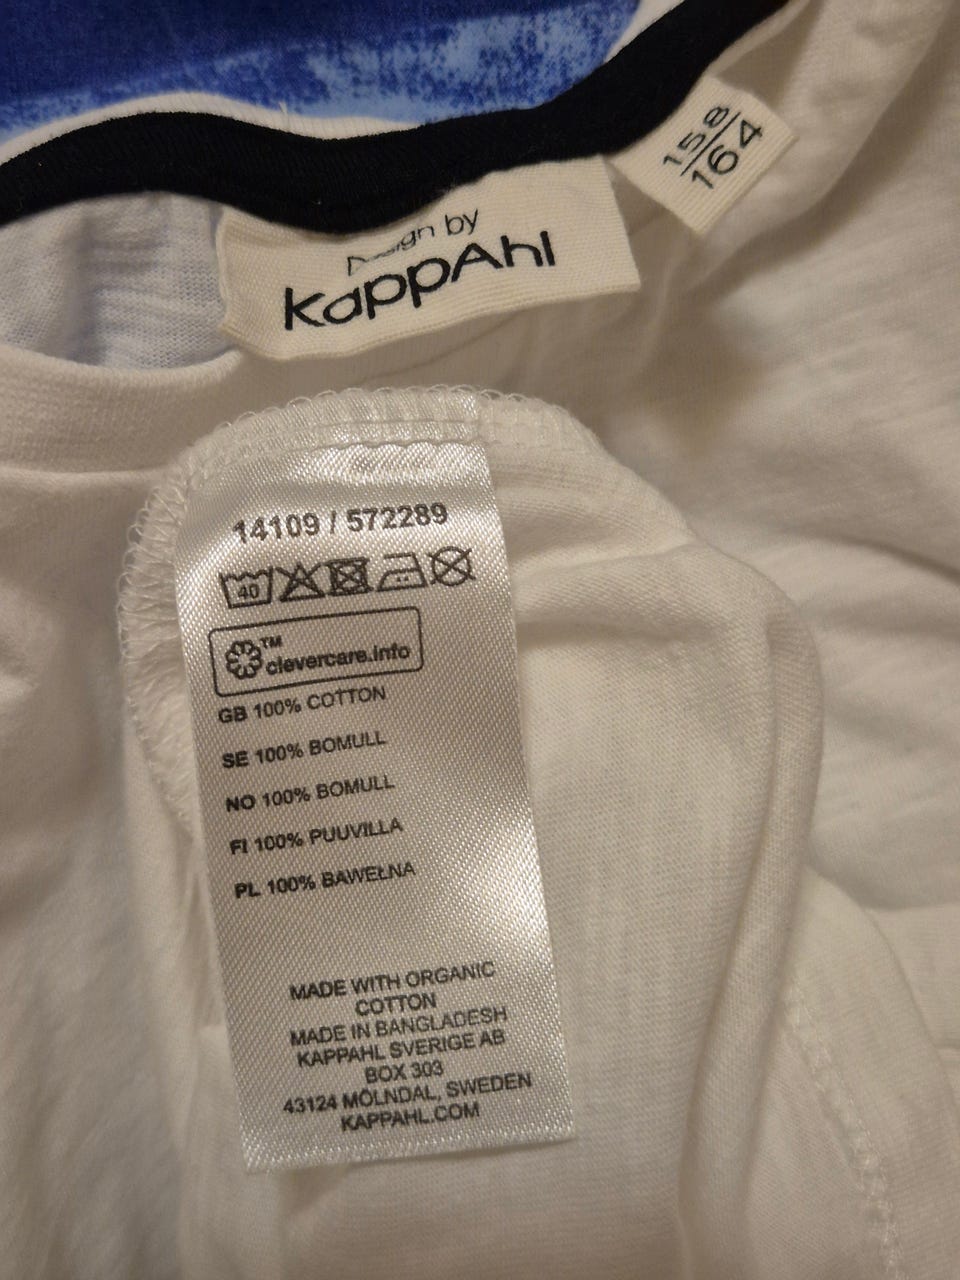 158
164
Design by
KappAhl
14109 / 572289
40
TM
clevercare.info
GB 100% COTTON
SE 100% BOMULL
NO 100% BOMULL
FI 100% PUUVILLA
PL 100% BAWEŁNA
MADE WITH ORGANIC
COTTON
MADE IN BANGLADESH
KAPPAHL SVERIGE AB
BOX 303
43124 MÖLNDAL, SWEDEN
KAPPAHL.COM